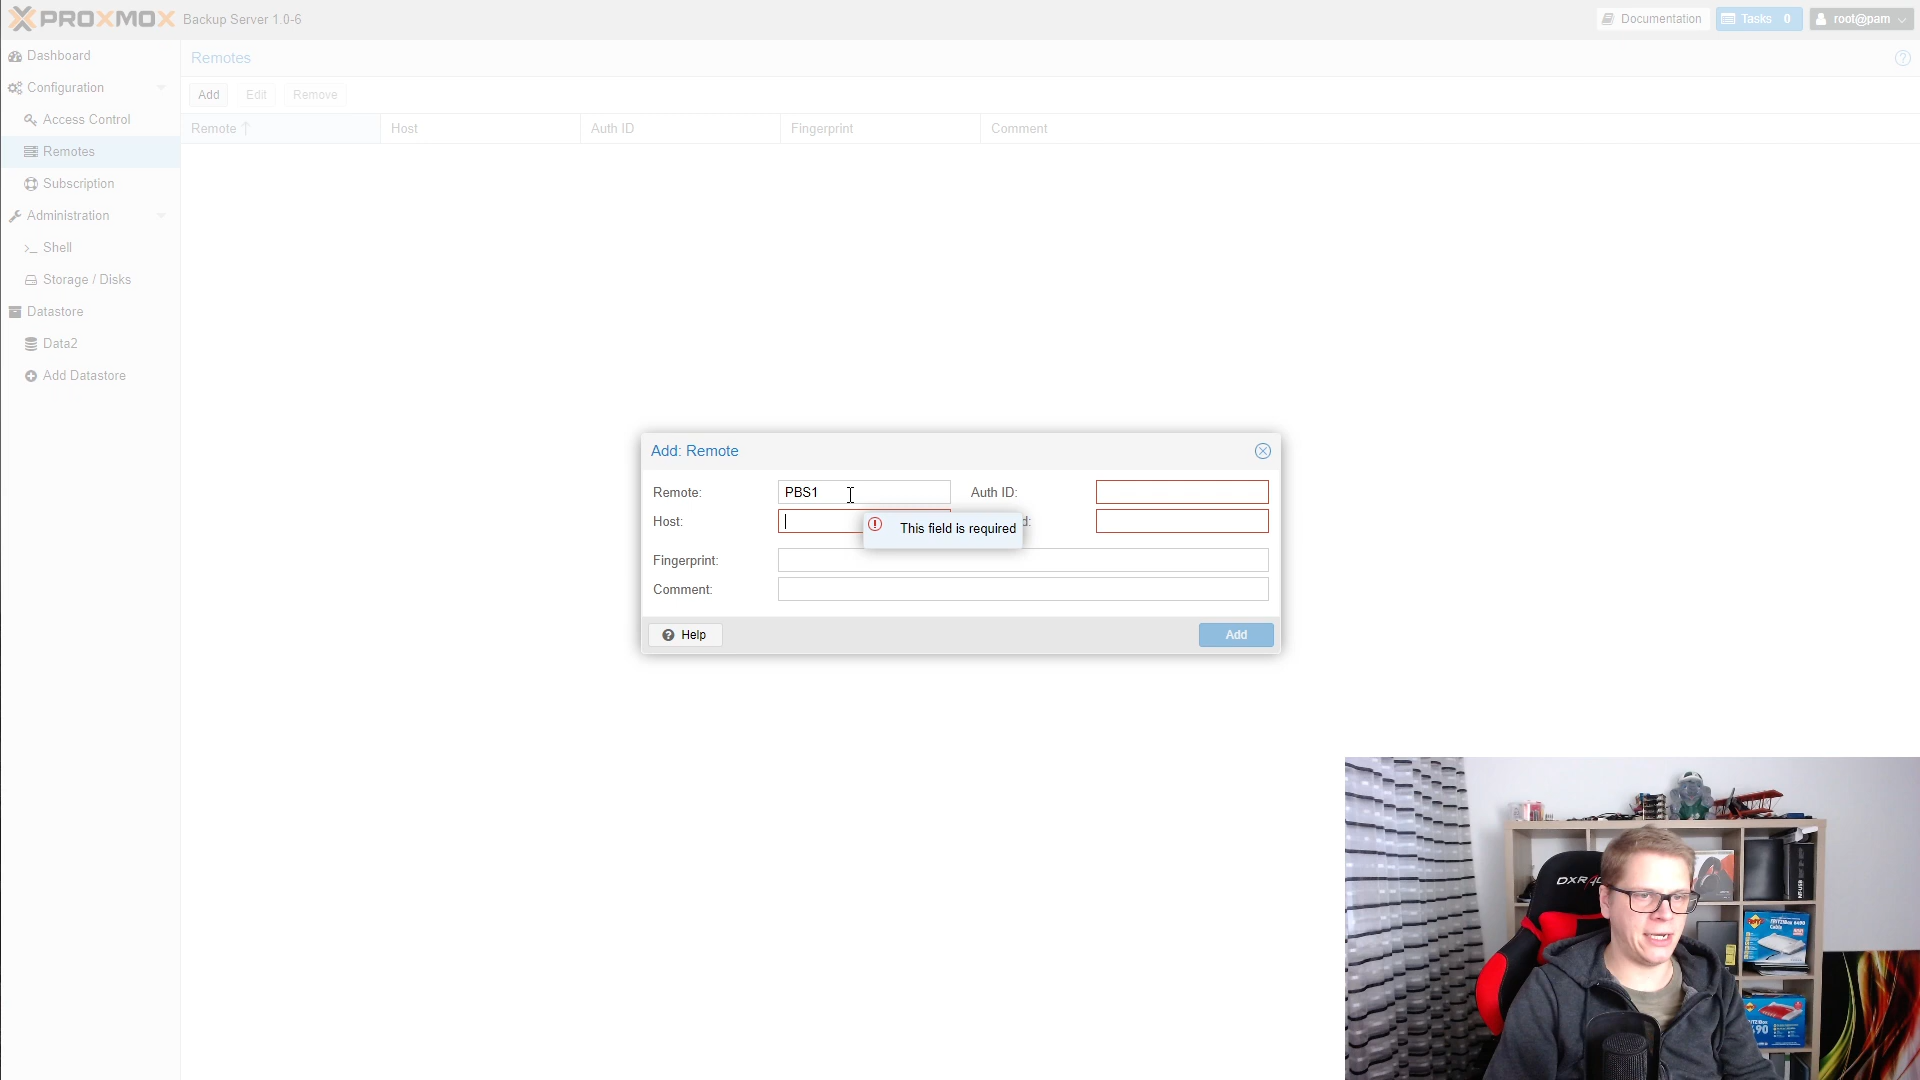 PROXMOX Backup Server 1.0-6
Documentation
Tasks 0
root@pam
Dashboard
Configuration
Access Control
Remotes
Subscription
Administration
Shell
Storage / Disks
Datastore
Data2
Add Datastore
Remotes
Add Edit Remove
Remote Host Auth ID Fingerprint Comment
Add: Remote
Remote: PBS1 Auth ID:
Host: d:
This field is required
Fingerprint:
Comment:
Help Add